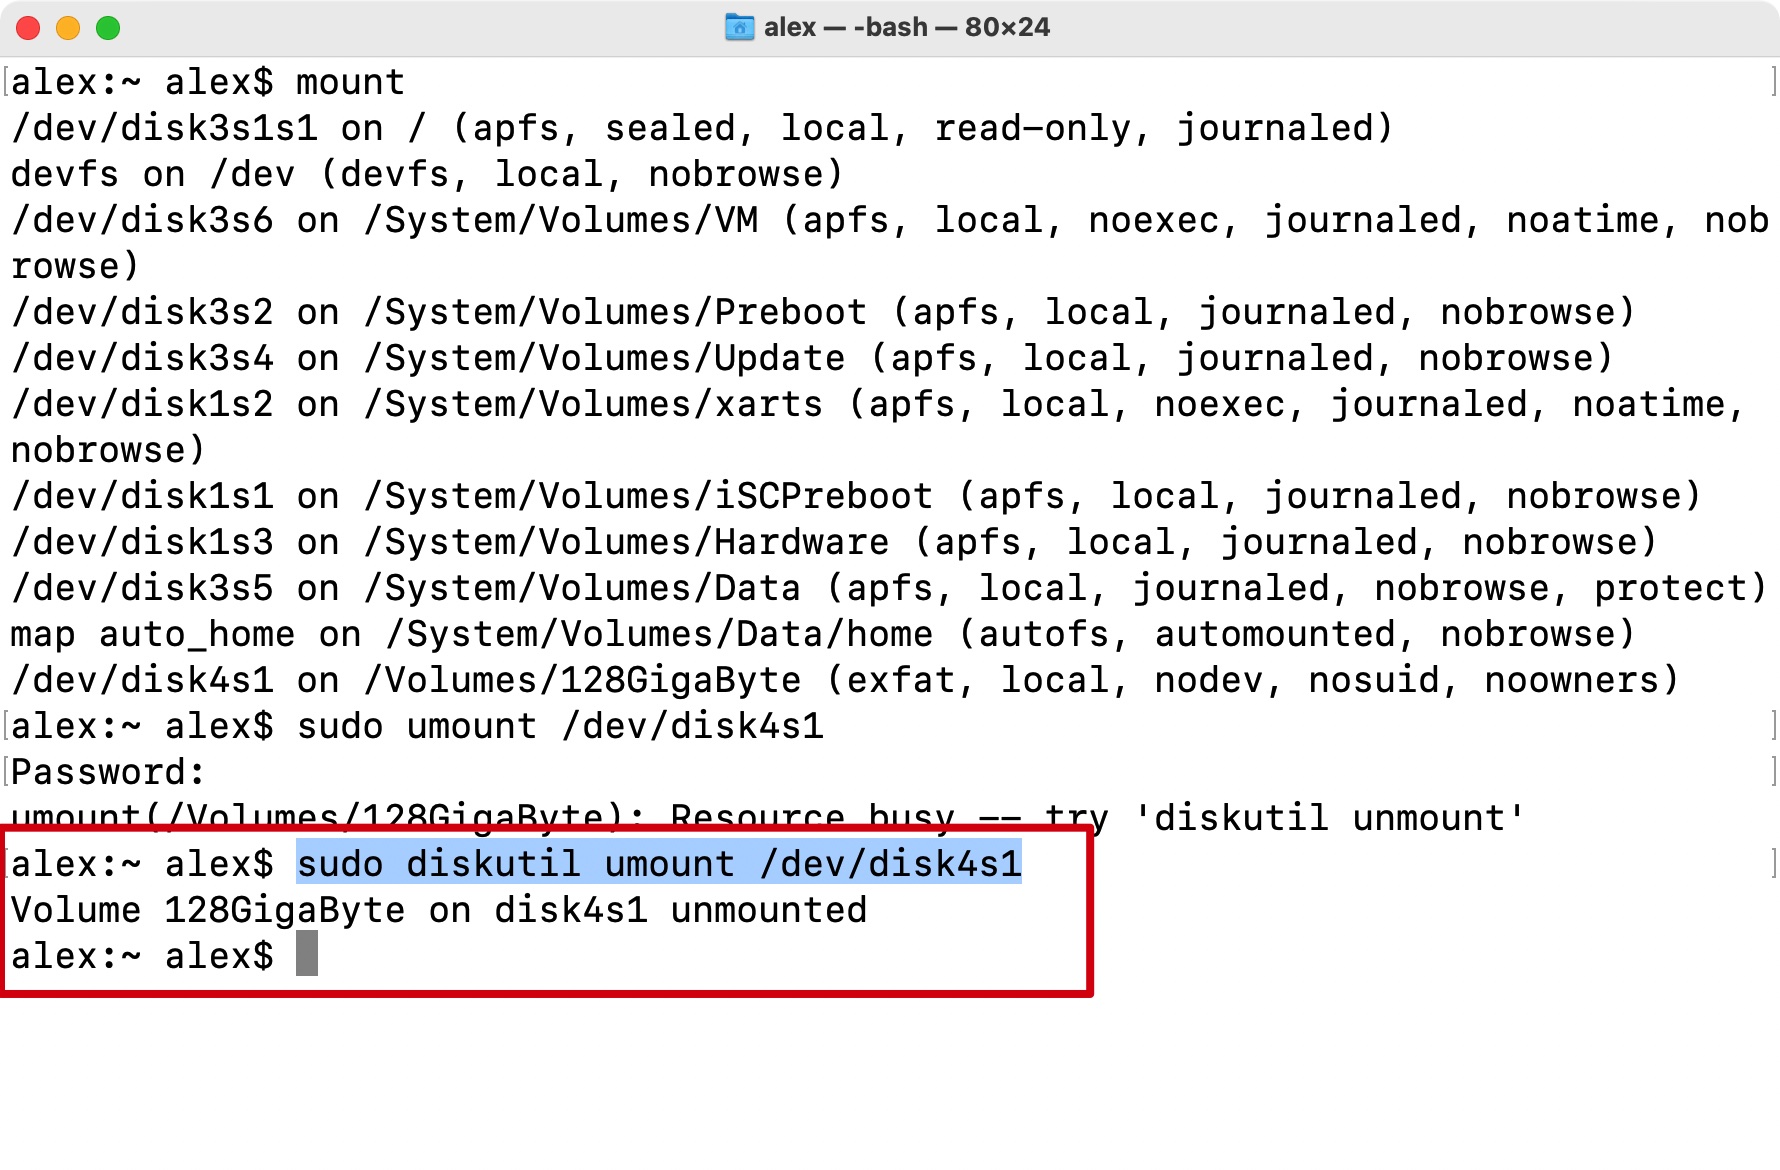 alex — -bash — 80×24
alex:~ alex$ mount
/dev/disk3s1s1 on / (apfs, sealed, local, read-only, journaled)
devfs on /dev (devfs, local, nobrowse)
/dev/disk3s6 on /System/Volumes/VM (apfs, local, noexec, journaled, noatime, nob
rowse)
/dev/disk3s2 on /System/Volumes/Preboot (apfs, local, journaled, nobrowse)
/dev/disk3s4 on /System/Volumes/Update (apfs, local, journaled, nobrowse)
/dev/disk1s2 on /System/Volumes/xarts (apfs, local, noexec, journaled, noatime,
nobrowse)
/dev/disk1s1 on /System/Volumes/iSCPreboot (apfs, local, journaled, nobrowse)
/dev/disk1s3 on /System/Volumes/Hardware (apfs, local, journaled, nobrowse)
/dev/disk3s5 on /System/Volumes/Data (apfs, local, journaled, nobrowse, protect)
map auto_home on /System/Volumes/Data/home (autofs, automounted, nobrowse)
/dev/disk4s1 on /Volumes/128GigaByte (exfat, local, nodev, nosuid, noowners)
alex:~ alex$ sudo umount /dev/disk4s1
Password:
umount(/Volumes/128GigaByte): Resource busy -- try 'diskutil unmount'
alex:~ alex$ sudo diskutil umount /dev/disk4s1
Volume 128GigaByte on disk4s1 unmounted
alex:~ alex$